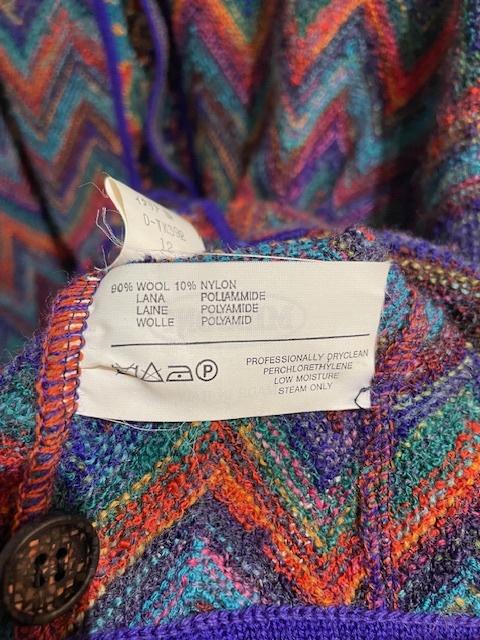 12
90% WOOL 10% NYLON
LANA POLIAMMIDE
LAINE POLYAMIDE
WOLLE POLYAMID
P
PROFESSIONALLY DRYCLEAN
PERCHLORETHYLENE
LOW MOISTURE
STEAM ONLY